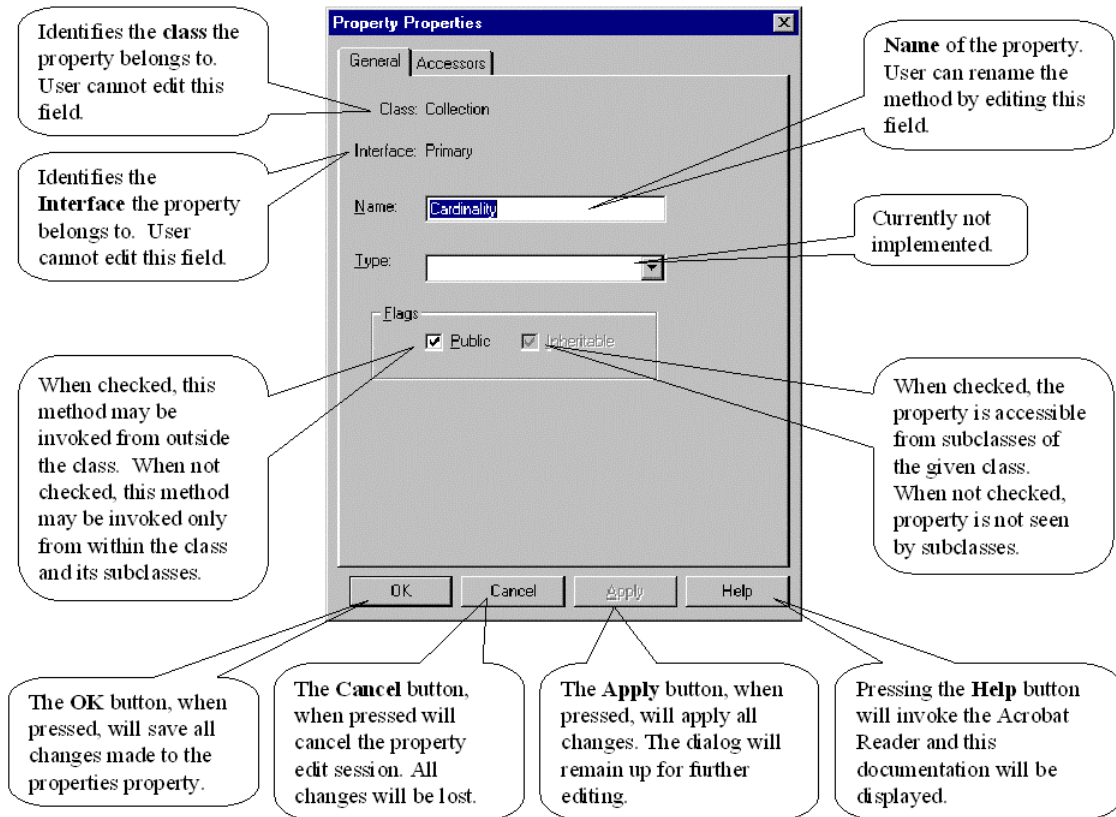 Identifies the class the
property belongs to.
User cannot edit this
field.
Identifies the
Interface the property
belongs to. User
cannot edit this field.
When checked, this
method may be
invoked from outside
the class. When not
checked, this method
may be invoked only
from within the class
and its subclasses.
Property Properties
General
Accessors
Class: Collection
Interface: Primary
Name:
Cardinality
Type:
Flags
Public
Inheritable
OK
Cancel
Apply
Help
Name of the property.
User can rename the
method by editing this
field.
Currently not
implemented.
When checked, the
property is accessible
from subclasses of
the given class.
When not checked,
property is not seen
by subclasses.
The OK button, when
pressed, will save all
changes made to the
properties property.
The Cancel button,
when pressed will
cancel the property
edit session. All
changes will be lost.
The Apply button, when
pressed, will apply all
changes. The dialog will
remain up for further
editing.
Pressing the Help button
will invoke the Acrobat
Reader and this
documentation will be
displayed.